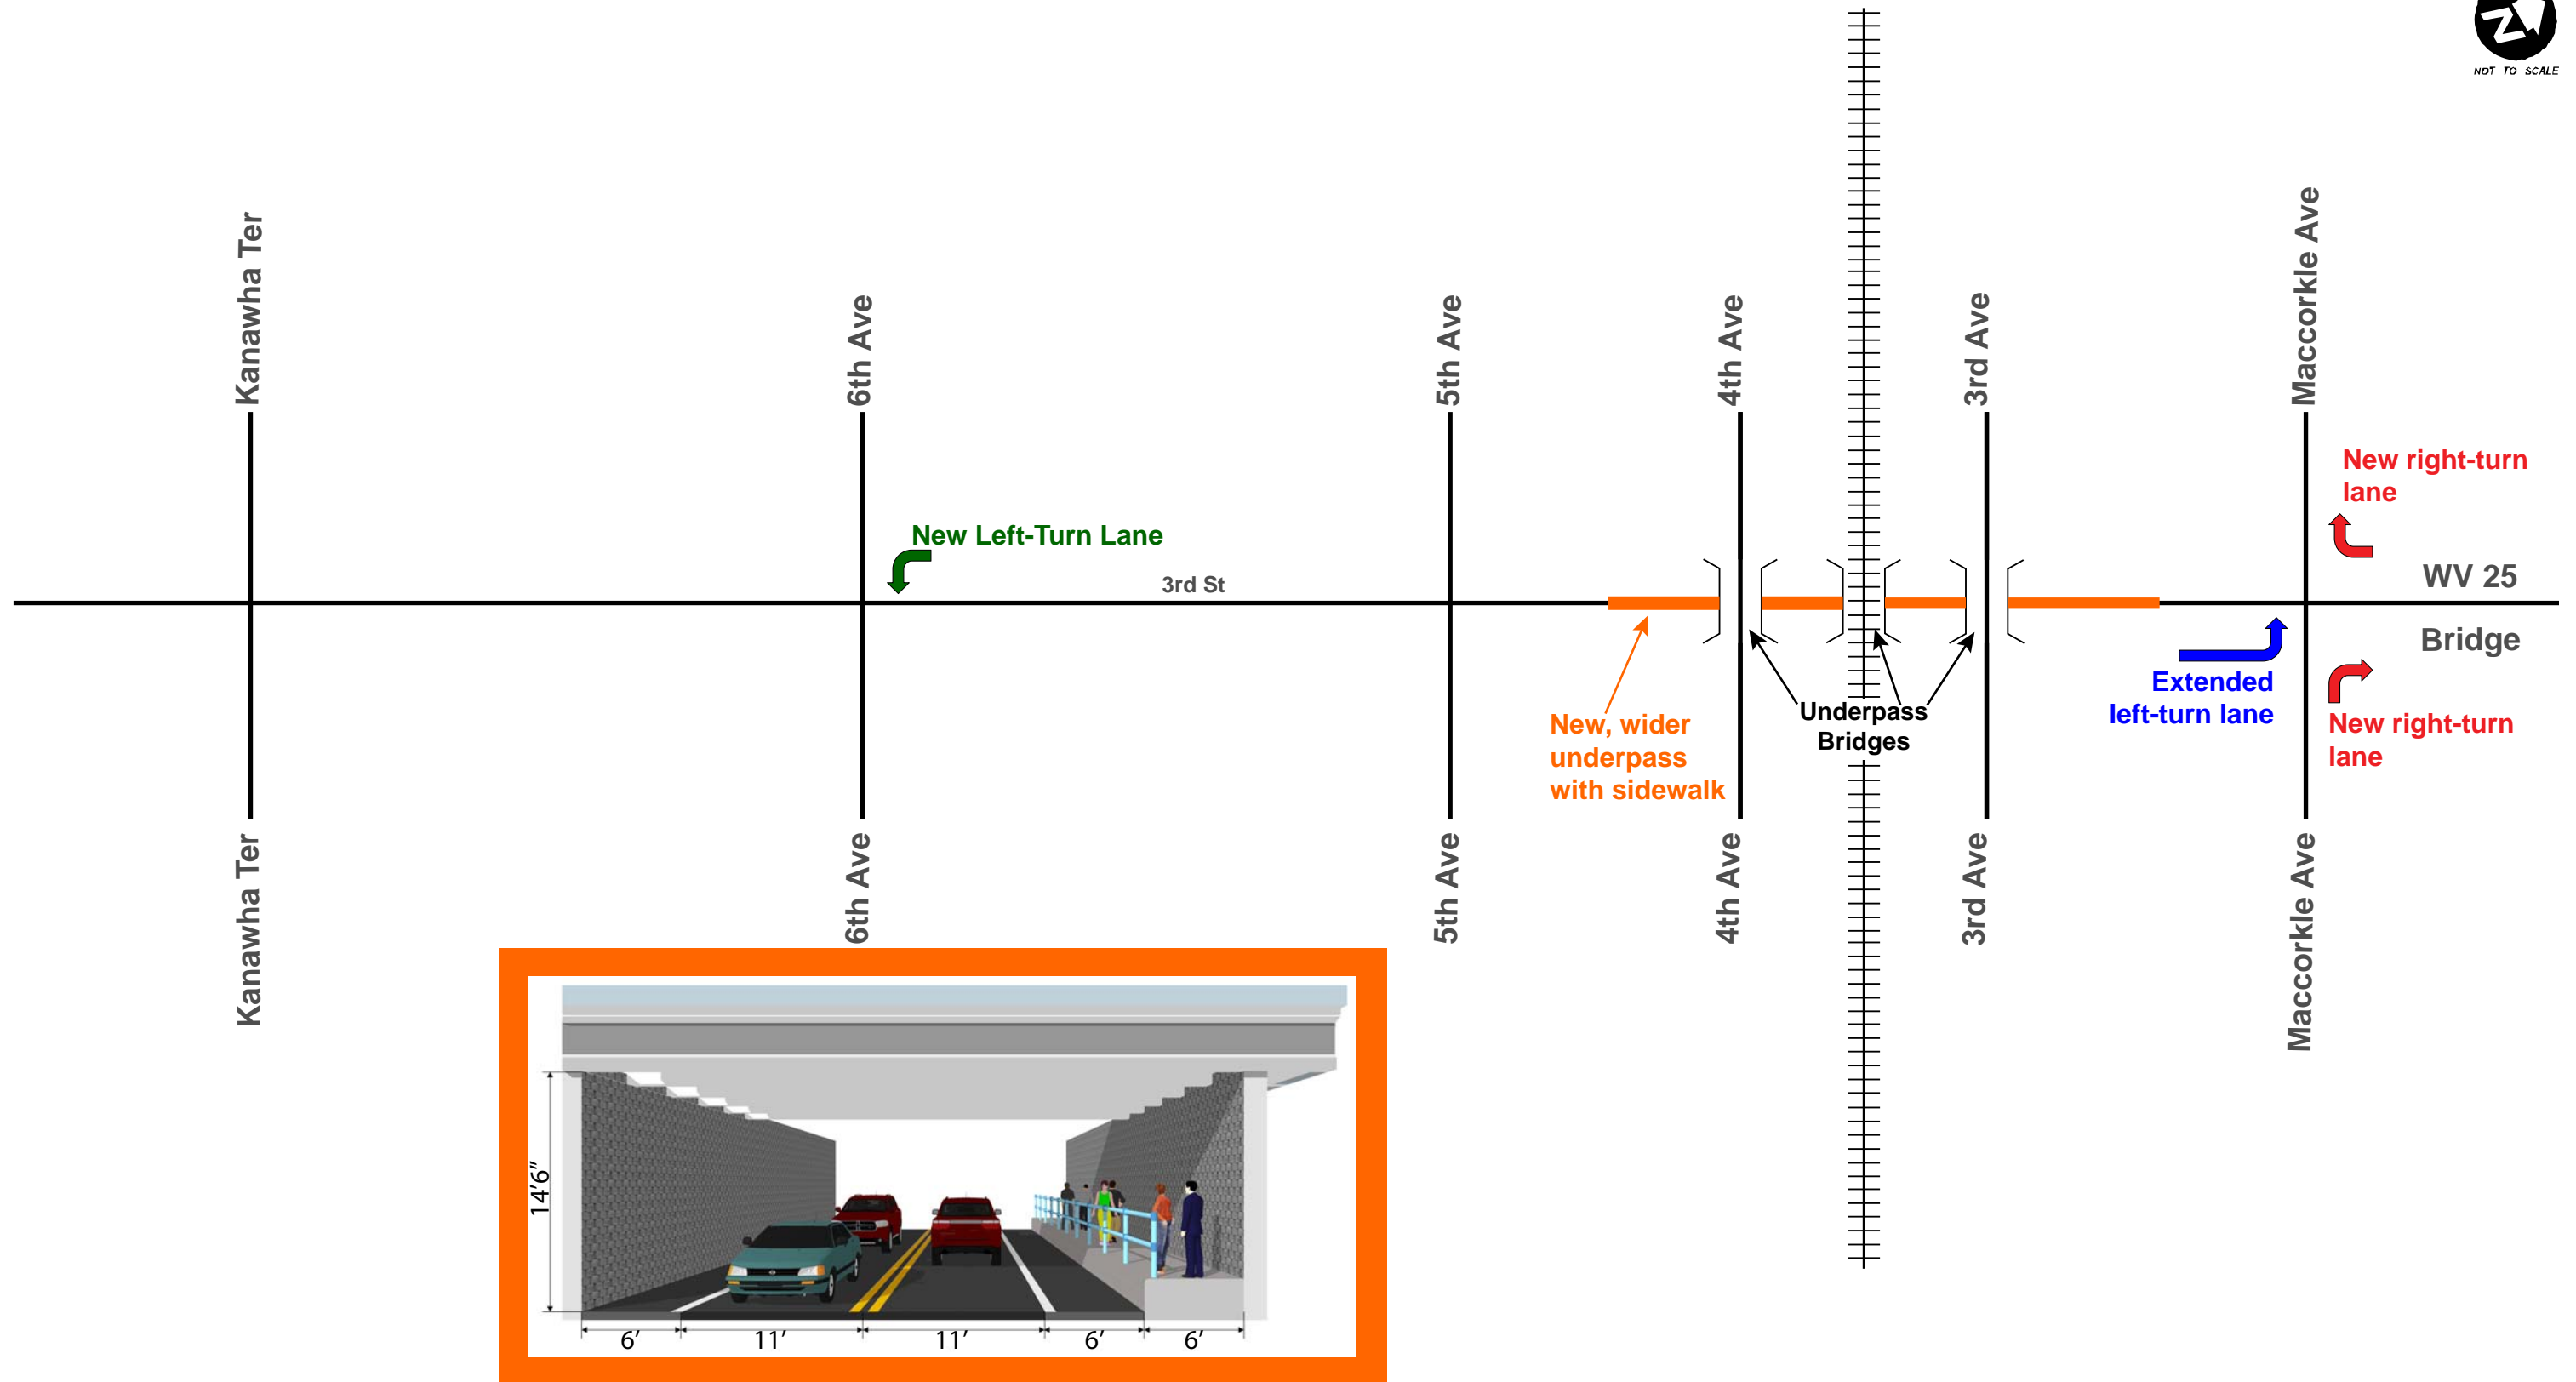 N
NOT TO SCALE
Kanawha Ter
6th Ave
5th Ave
4th Ave
3rd Ave
Maccorkle Ave
New right-turn
lane
New Left-Turn Lane
3rd St
WV 25
Bridge
Extended
left-turn lane
New right-turn
lane
New, wider
underpass
with sidewalk
Underpass
Bridges
Kanawha Ter
6th Ave
5th Ave
4th Ave
3rd Ave
Maccorkle Ave
14'6"
6' 11' 11' 6' 6'